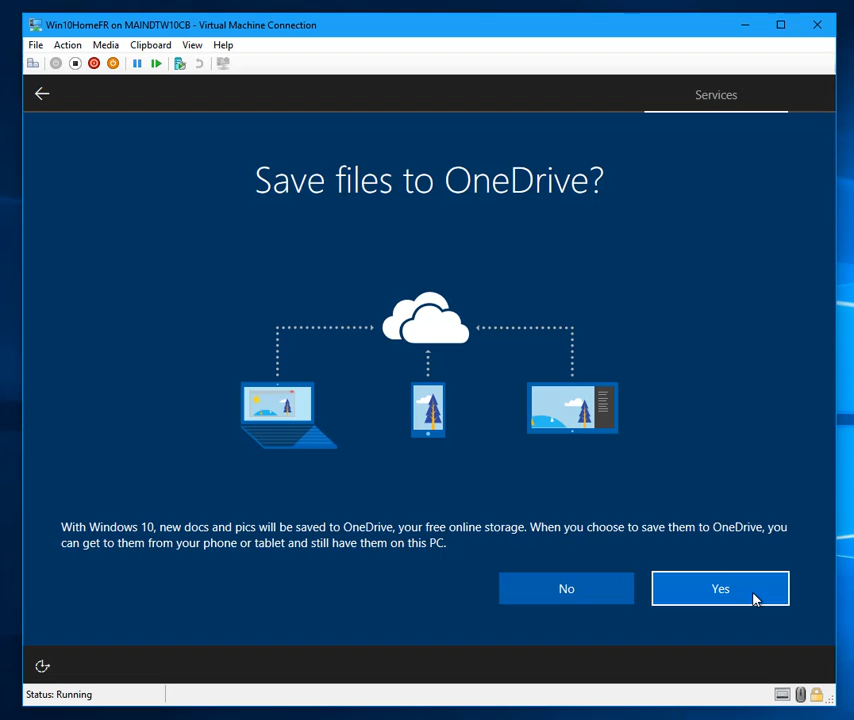 Win10HomeFR on MAINDTW10CB - Virtual Machine Connection
File Action Media Clipboard View Help
Services
Save files to OneDrive?
With Windows 10, new docs and pics will be saved to OneDrive, your free online storage. When you choose to save them to OneDrive, you
can get to them from your phone or tablet and still have them on this PC.
No Yes
Status: Running